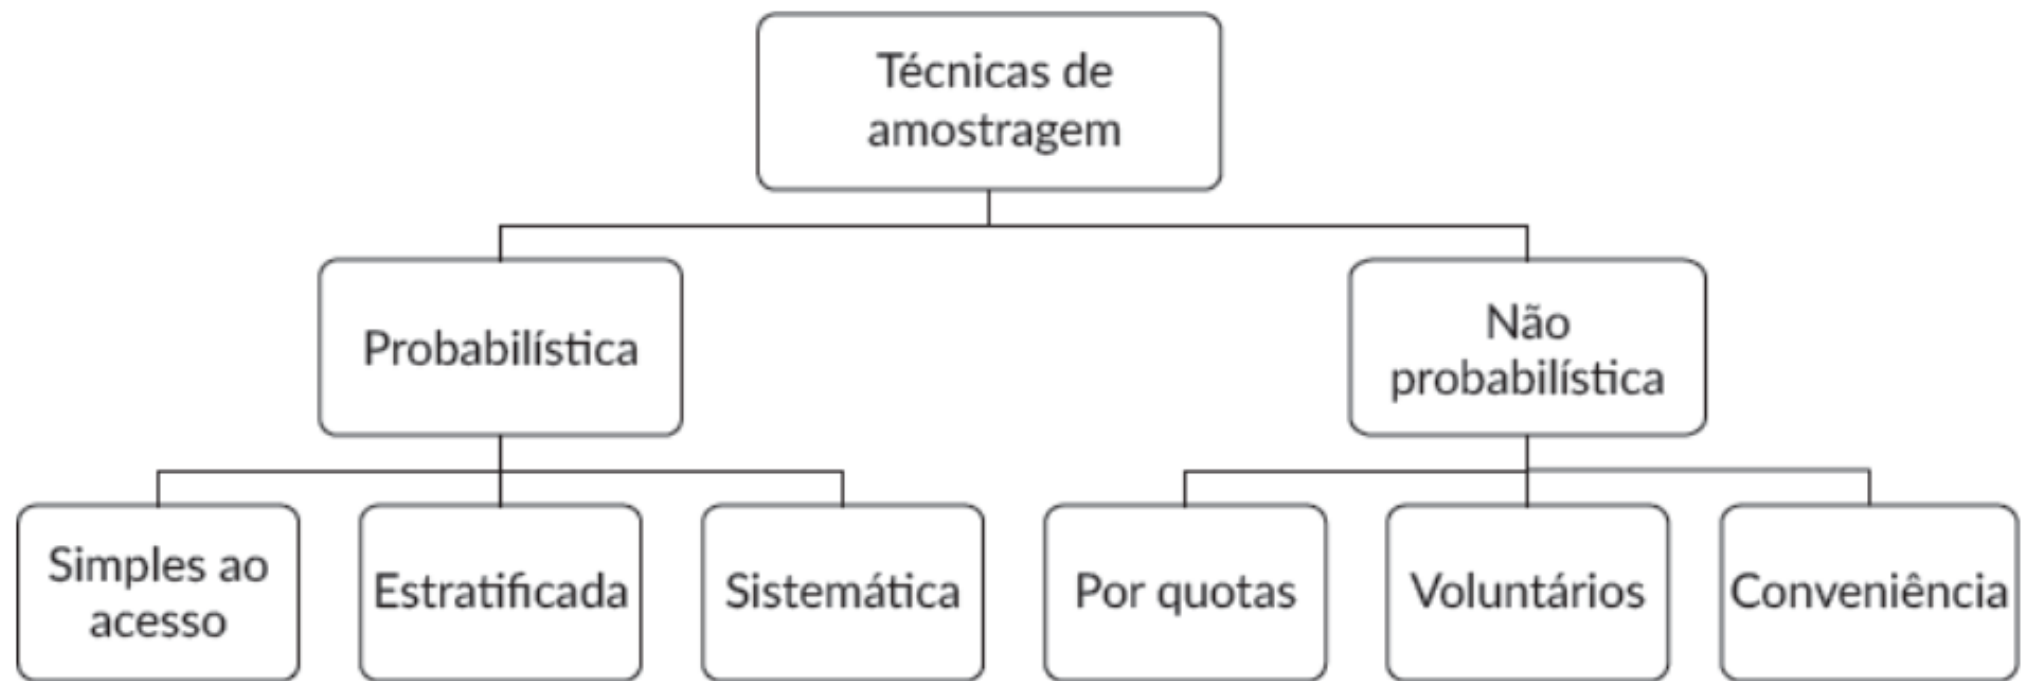 Técnicas de
amostragem
Probabilística
Não
probabilística
Simples ao
acesso
Estratificada
Sistemática
Por quotas
Voluntários
Conveniência